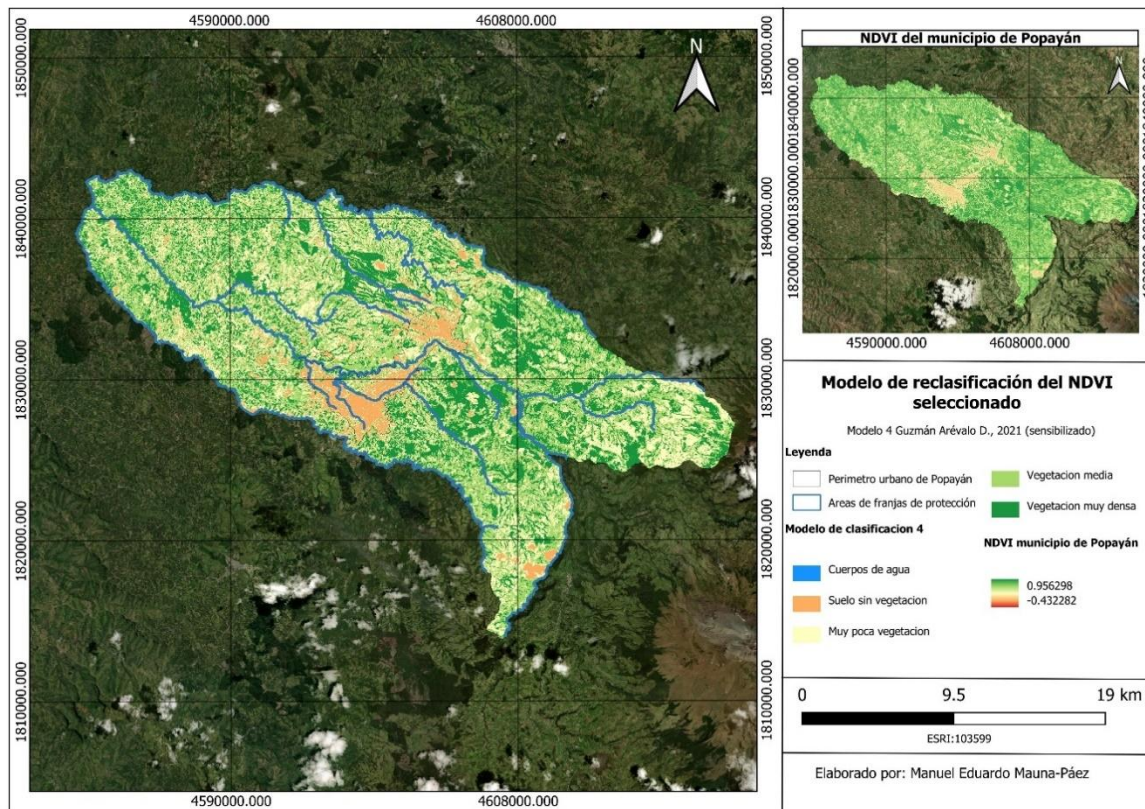 4590000.000 4608000.000
1850000.000 1850000.000
1840000.000 1840000.000
1830000.000 1830000.000
1820000.000 1820000.000
1810000.000 1810000.000
N
4590000.000 4608000.000
NDVI del municipio de Popayán
N
1840000.000
1830000.000
1820000.000
4590000.000 4608000.000
Modelo de reclasificación del NDVI
seleccionado
Modelo 4 Guzmán Arévalo D., 2021 (sensibilizado)
Leyenda
Perimetro urbano de Popayán
Areas de franjas de protección
Modelo de clasificacion 4
Cuerpos de agua
Suelo sin vegetacion
Muy poca vegetacion
Vegetacion media
Vegetacion muy densa
NDVI municipio de Popayán
0.956298
-0.432282
0 9.5 19 km
ESRI:103599
Elaborado por: Manuel Eduardo Mauna-Páez